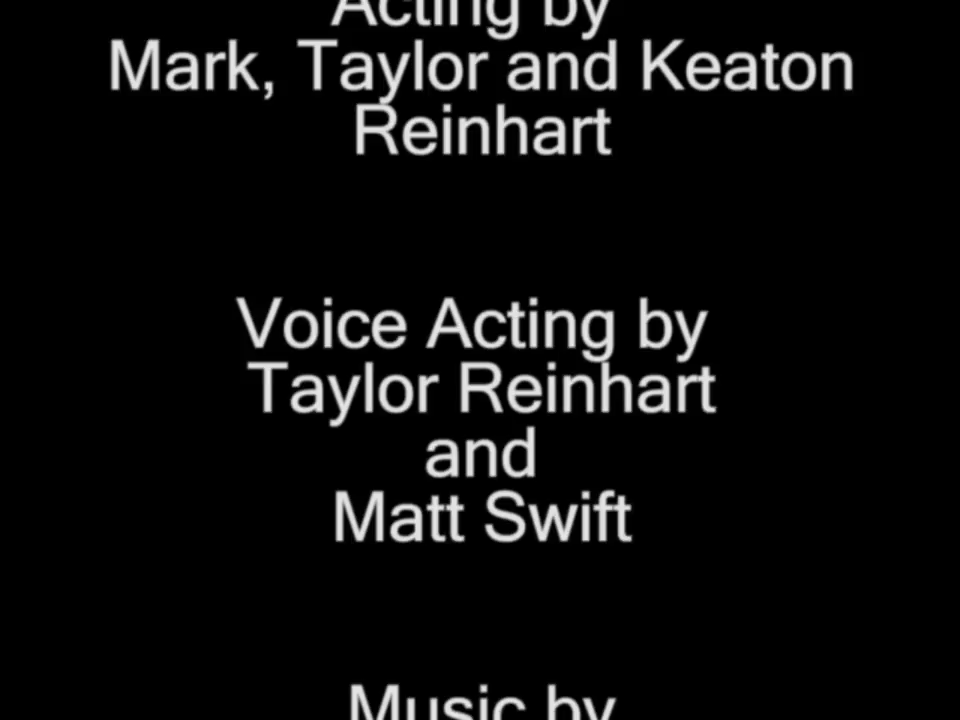 Acting by
Mark, Taylor and Keaton
Reinhart
Voice Acting by
Taylor Reinhart
and
Matt Swift
Music by